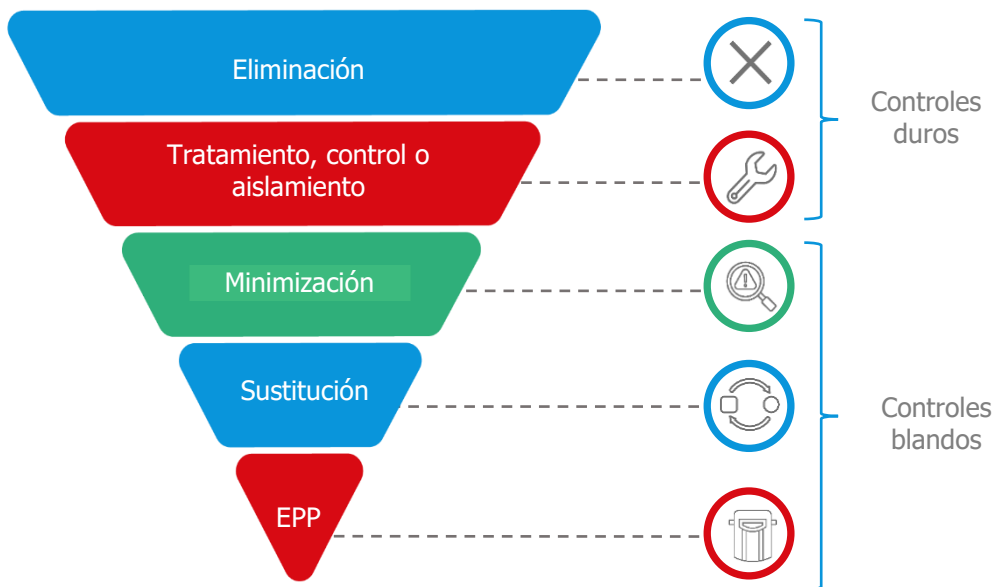 Eliminación
Tratamiento, control o
aislamiento
Controles
duros
Minimización
Sustitución
Controles
blandos
EPP